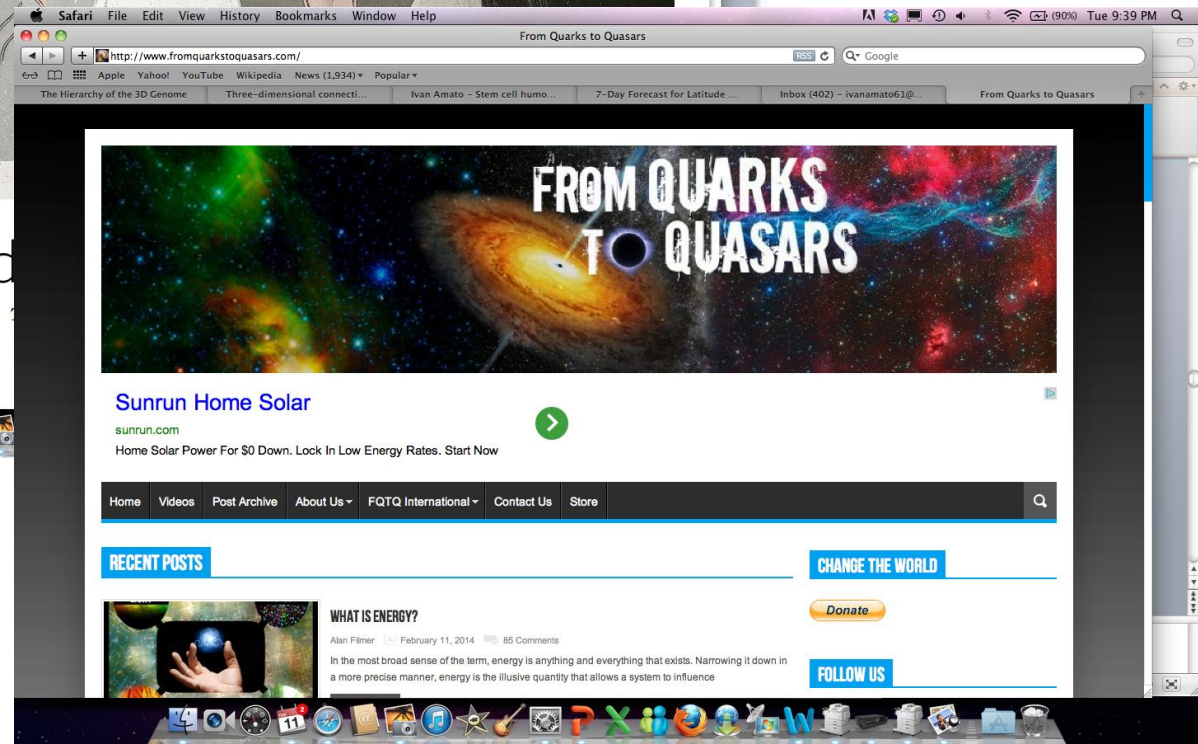 Safari File Edit View History Bookmarks Window Help (90%) Tue 9:39 PM
From Quarks to Quasars
http://www.fromquarkstoquasars.com/ RSS Google
Apple Yahoo! YouTube Wikipedia News (1,934) Popular
The Hierarchy of the 3D Genome Three-dimensional connecti... Ivan Amato – Stem cell humo... 7-Day Forecast for Latitude ... Inbox (402) – ivanamato61@... From Quarks to Quasars
FROM QUARKS
TO QUASARS
Sunrun Home Solar
sunrun.com
Home Solar Power For $0 Down. Lock In Low Energy Rates. Start Now
Home Videos Post Archive About Us FQTQ International Contact Us Store
RECENT POSTS
CHANGE THE WORLD
WHAT IS ENERGY?
Donate
Alan Filmer February 11, 2014 85 Comments
In the most broad sense of the term, energy is anything and everything that exists. Narrowing it down in
a more precise manner, energy is the illusive quantity that allows a system to influence
FOLLOW US
11